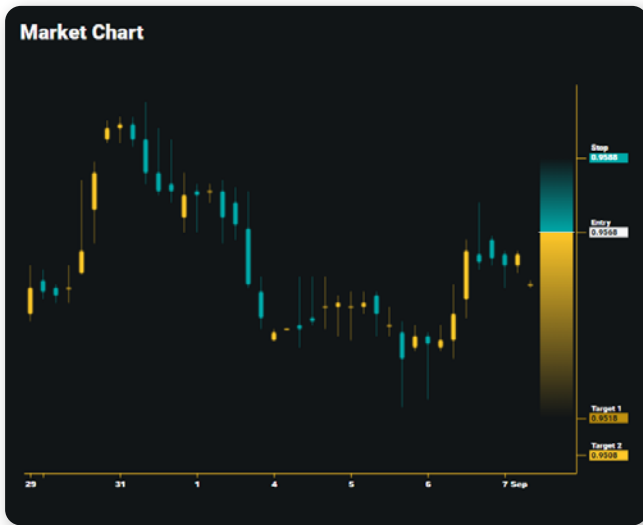 Market Chart
Stop
0.9588
Entry
0.9568
Target 1
0.9518
Target 2
0.9508
29 31 1 4 5 6 7 Sep